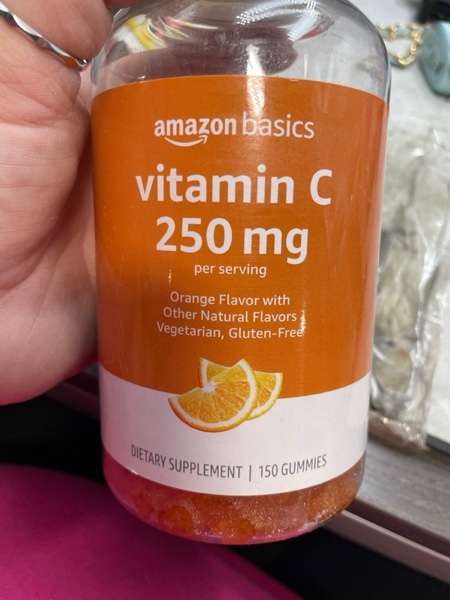 amazon basics
vitamin C
250 mg
per serving
Orange Flavor with
Other Natural Flavors
Vegetarian, Gluten-Free
DIETARY SUPPLEMENT | 150 GUMMIES